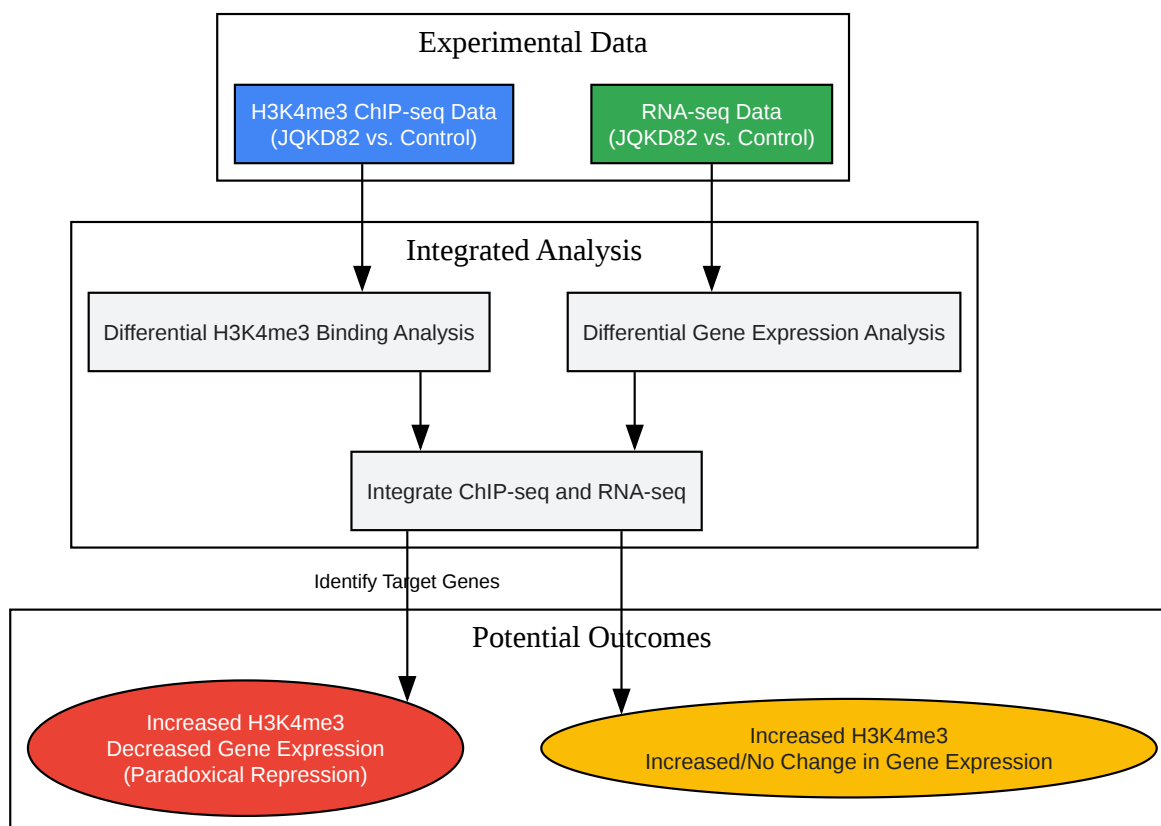 Experimental Data
H3K4me3 ChIP-seq Data
(JQKD82 vs. Control)
RNA-seq Data
(JQKD82 vs. Control)
Integrated Analysis
Differential H3K4me3 Binding Analysis
Differential Gene Expression Analysis
Integrate ChIP-seq and RNA-seq
Identify Target Genes
Potential Outcomes
Increased H3K4me3
Decreased Gene Expression
(Paradoxical Repression)
Increased H3K4me3
Increased/No Change in Gene Expression